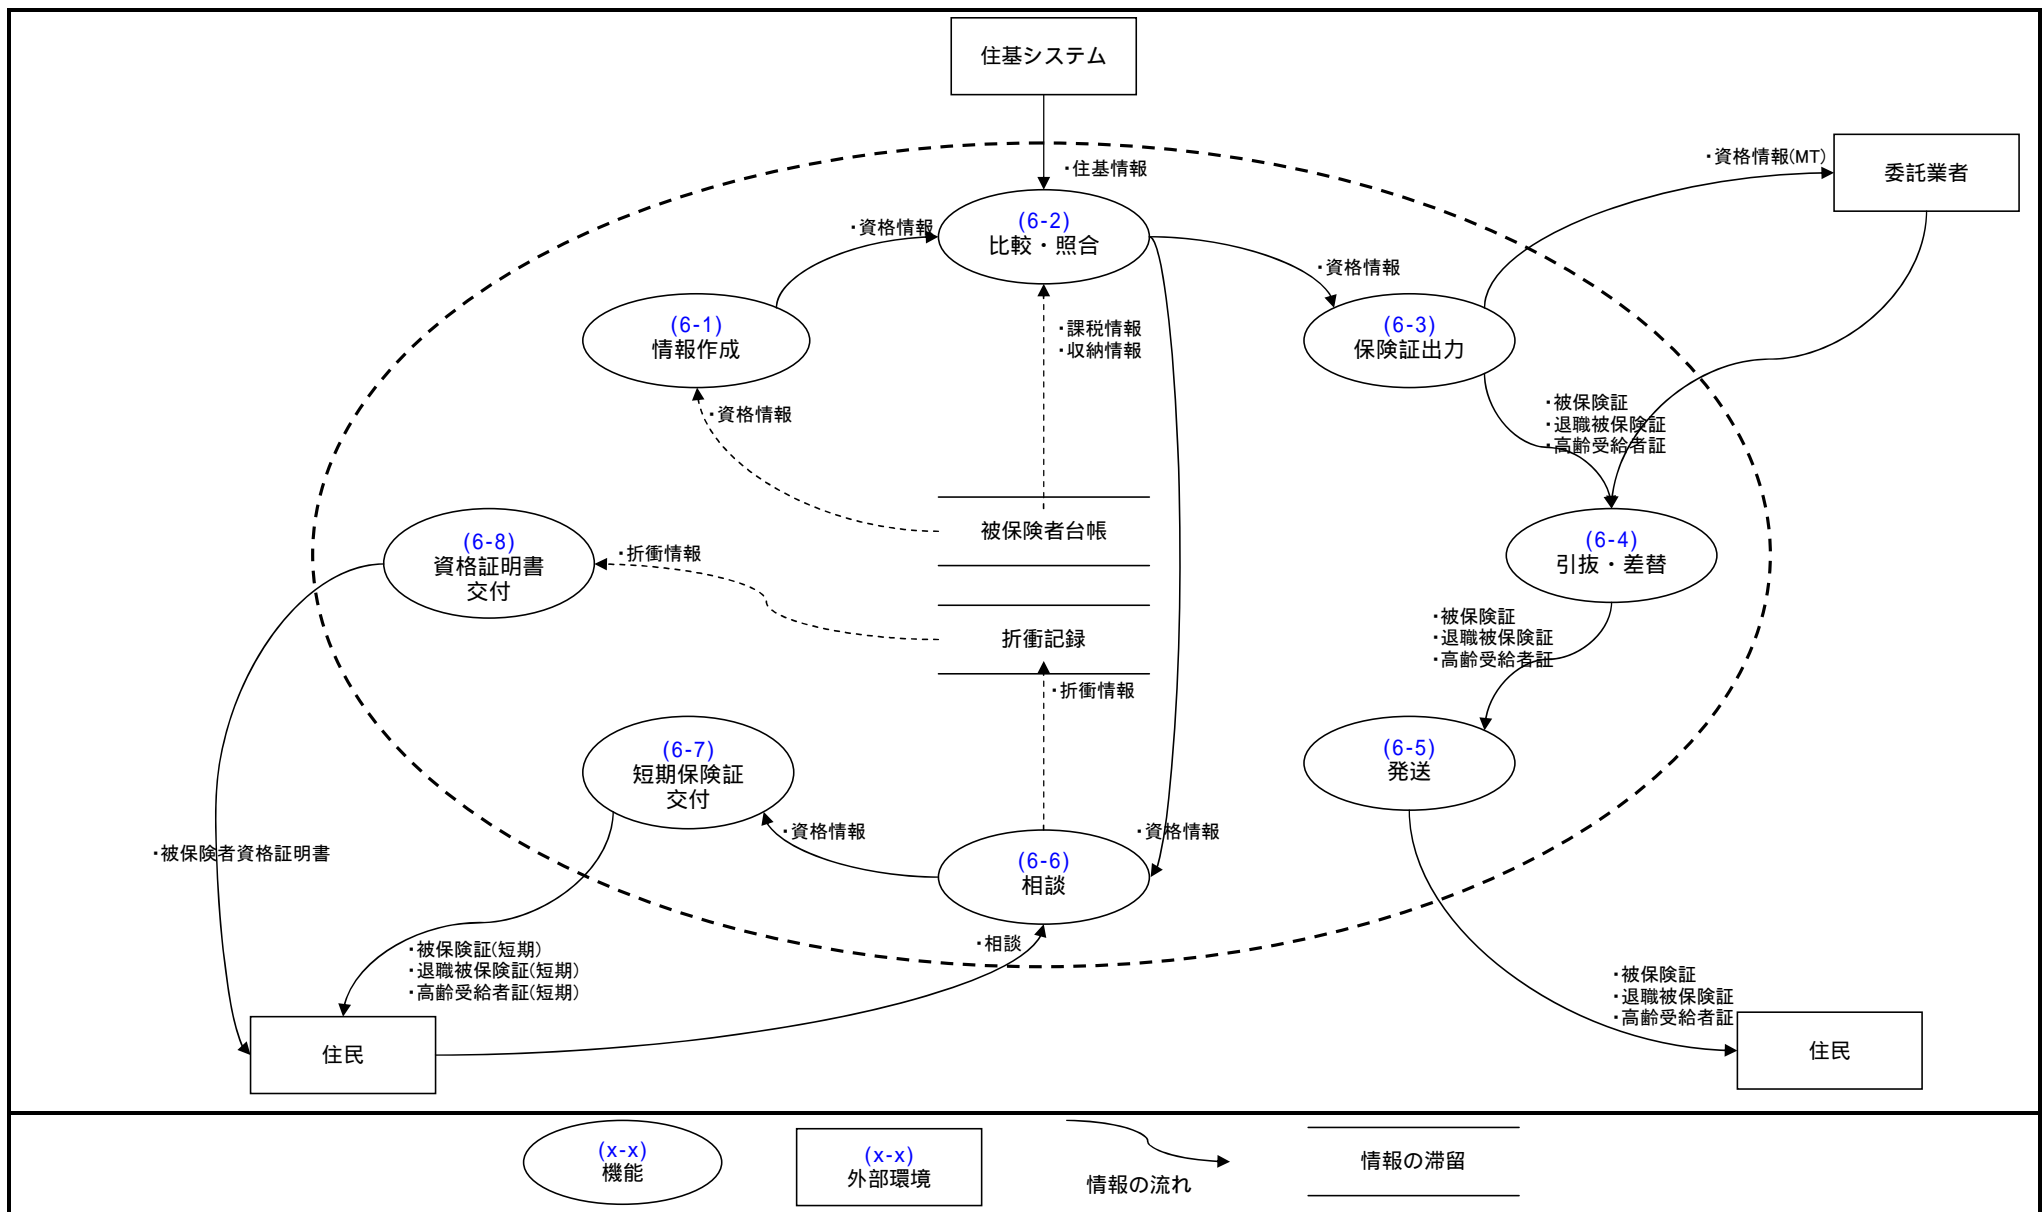 住基システム
・住基情報
・資格情報(MT)
委託業者
・資格情報
(6-2)
比較・照合
・資格情報
(6-1)
情報作成
・課税情報
・収納情報
(6-3)
保険証出力
・資格情報
・被保険証
・退職被保険証
・高齢受給者証
被保険者台帳
(6-8)
資格証明書
交付
・折衝情報
(6-4)
引抜・差替
折衝記録
・被保険証
・退職被保険証
・高齢受給者証
・折衝情報
(6-7)
短期保険証
交付
(6-5)
発送
・資格情報
・資格情報
(6-6)
相談
・被保険者資格証明書
・相談
・被保険証(短期)
・退職被保険証(短期)
・高齢受給者証(短期)
・被保険証
・退職被保険証
・高齢受給者証
住民
住民
(x-x)
機能
(x-x)
外部環境
情報の流れ
情報の滞留